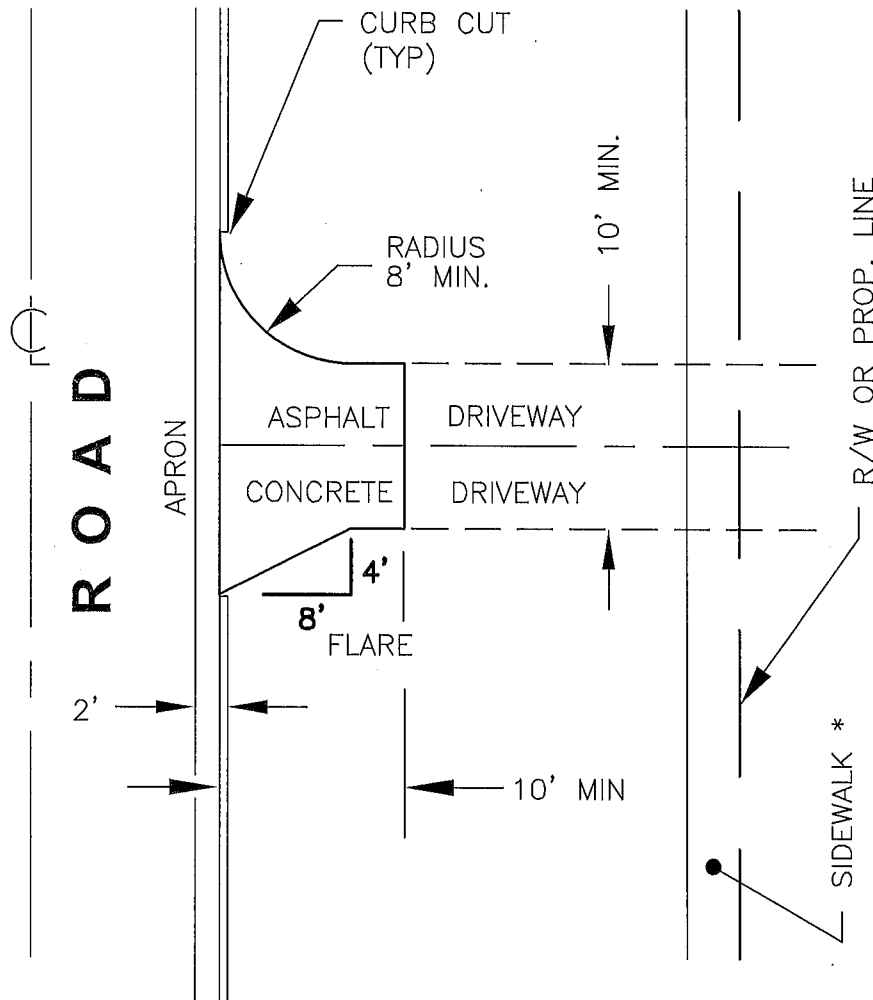 CURB CUT
(TYP)
10' MIN.
RADIUS
8' MIN.
R/W OR PROP. LINE
℄
ROAD
APRON
ASPHALT DRIVEWAY
CONCRETE DRIVEWAY
4'
8'
FLARE
2'
10' MIN
SIDEWALK *